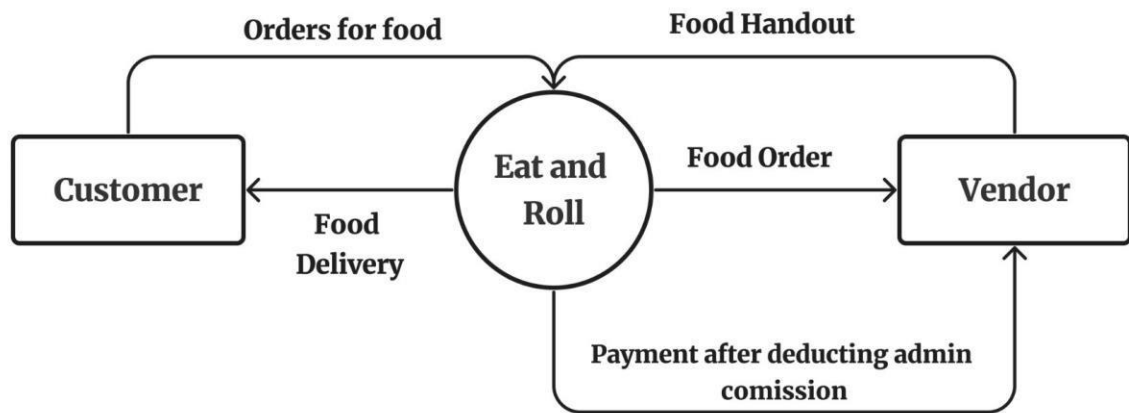 Orders for food
Food Handout
Customer
Eat and
Roll
Food Order
Vendor
Food
Delivery
Payment after deducting admin
comission